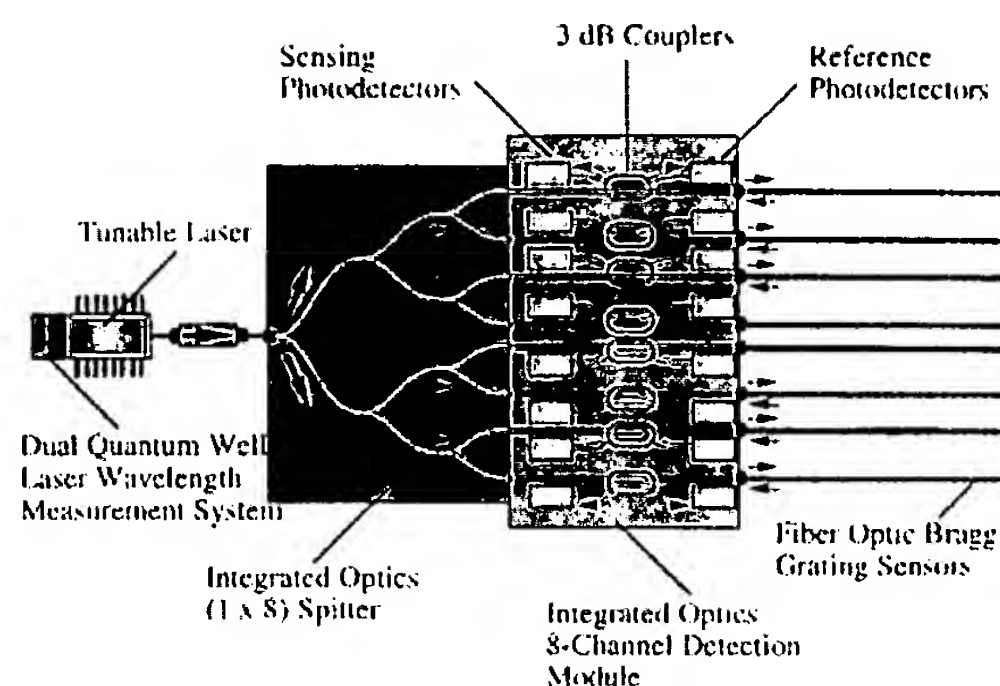 3 dB Couplers
Sensing
Photodetectors
Reference
Photodetectors
Tunable Laser
Dual Quantum Well
Laser Wavelength
Measurement System
Integrated Optics
(1 x 8) Spitter
Integrated Optics
8-Channel Detection
Module
Fiber Optic Bragg
Grating Sensors